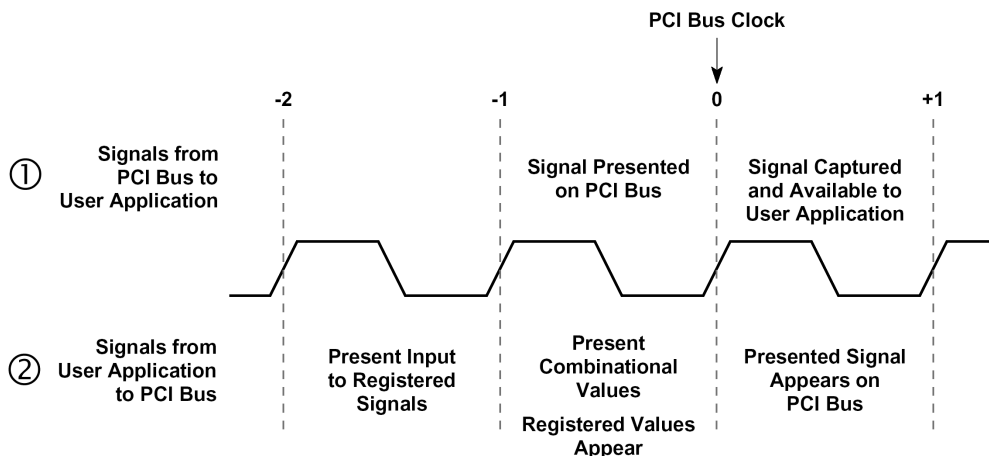 PCI Bus Clock
-2
-1
0
+1
①
Signals from
PCI Bus to
User Application
Signal Presented
on PCI Bus
Signal Captured
and Available to
User Application
②
Signals from
User Application
to PCI Bus
Present Input
to Registered
Signals
Present
Combinational
Values
Registered Values
Appear
Presented Signal
Appears on
PCI Bus